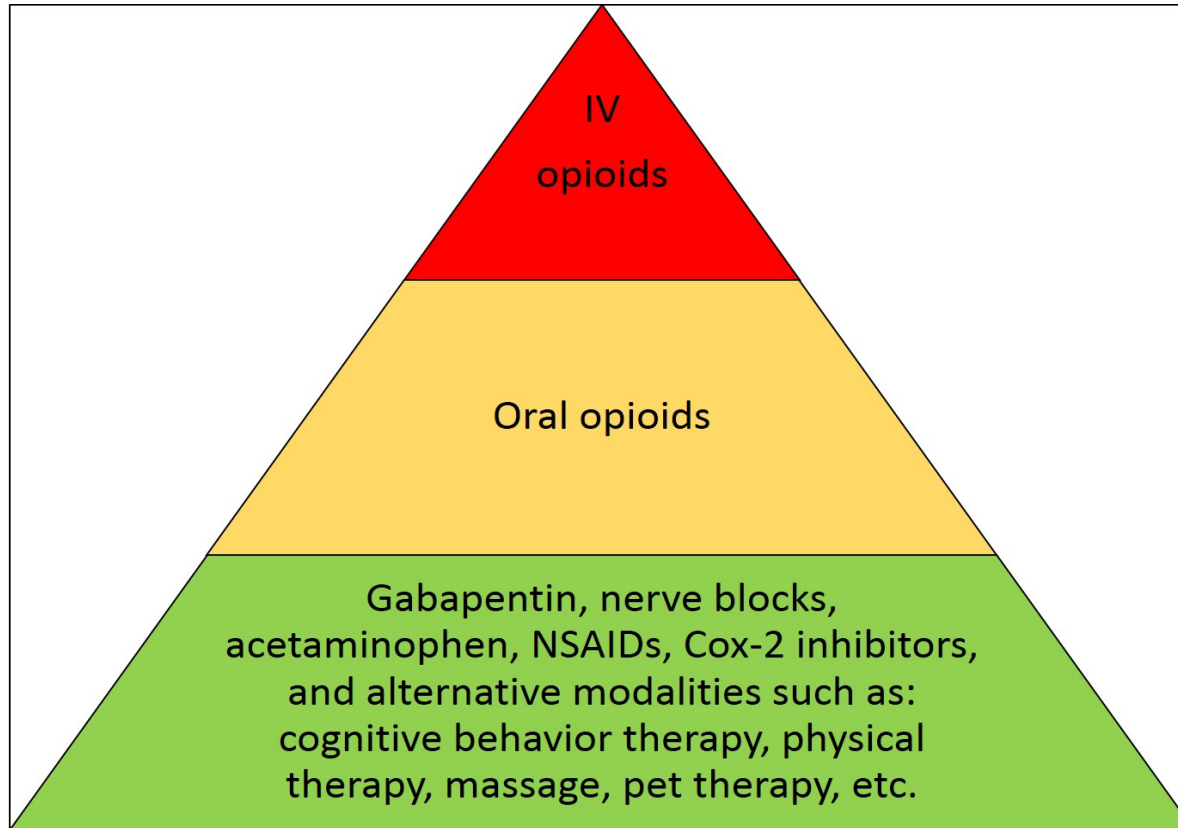 IV
opioids
Oral opioids
Gabapentin, nerve blocks,
acetaminophen, NSAIDs, Cox-2 inhibitors,
and alternative modalities such as:
cognitive behavior therapy, physical
therapy, massage, pet therapy, etc.